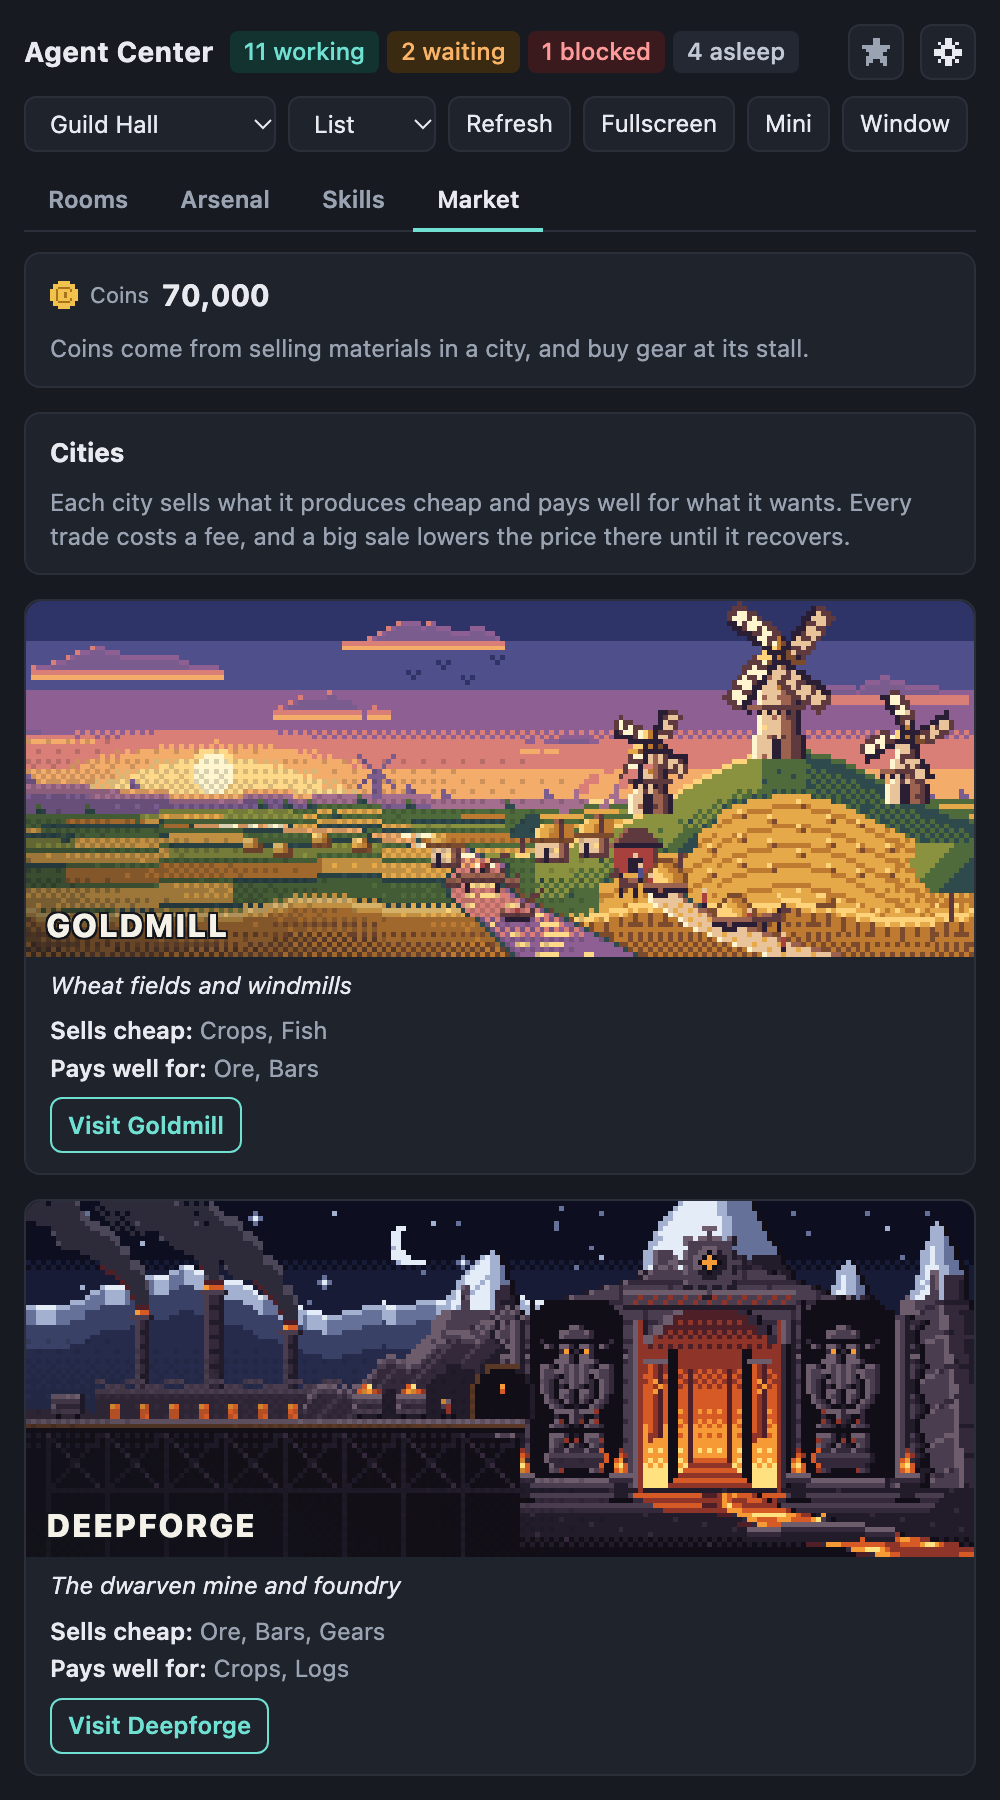 Agent Center 11 working 2 waiting 1 blocked 4 asleep
Guild Hall List Refresh Fullscreen Mini Window
Rooms Arsenal Skills Market
Coins 70,000
Coins come from selling materials in a city, and buy gear at its stall.
Cities
Each city sells what it produces cheap and pays well for what it wants. Every
trade costs a fee, and a big sale lowers the price there until it recovers.
GOLDMILL
Wheat fields and windmills
Sells cheap: Crops, Fish
Pays well for: Ore, Bars
Visit Goldmill
DEEPFORGE
The dwarven mine and foundry
Sells cheap: Ore, Bars, Gears
Pays well for: Crops, Logs
Visit Deepforge